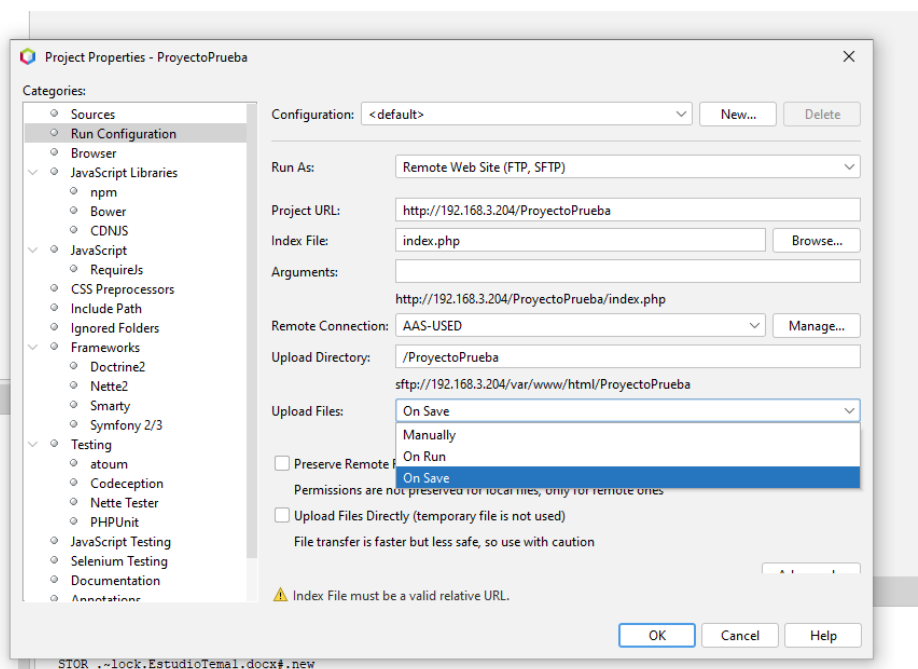 Project Properties - ProyectoPrueba
Categories:
Sources
Run Configuration
Browser
JavaScript Libraries
npm
Bower
CDNJS
JavaScript
RequireJs
CSS Preprocessors
Include Path
Ignored Folders
Frameworks
Doctrine2
Nette2
Smarty
Symfony 2/3
Testing
atoum
Codeception
Nette Tester
PHPUnit
JavaScript Testing
Selenium Testing
Documentation
Annotations
Configuration: <default> New... Delete
Run As: Remote Web Site (FTP, SFTP)
Project URL: http://192.168.3.204/ProyectoPrueba
Index File: index.php Browse...
Arguments:
http://192.168.3.204/ProyectoPrueba/index.php
Remote Connection: AAS-USED Manage...
Upload Directory: /ProyectoPrueba
sftp://192.168.3.204/var/www/html/ProyectoPrueba
Upload Files: On Save
Manually
On Run
On Save
Preserve Remote
Permissions are not preserved for local files, only for remote ones
Upload Files Directly (temporary file is not used)
File transfer is faster but less safe, so use with caution
Index File must be a valid relative URL.
OK Cancel Help
STOR .~lock.EstudioTema1.docx#.new